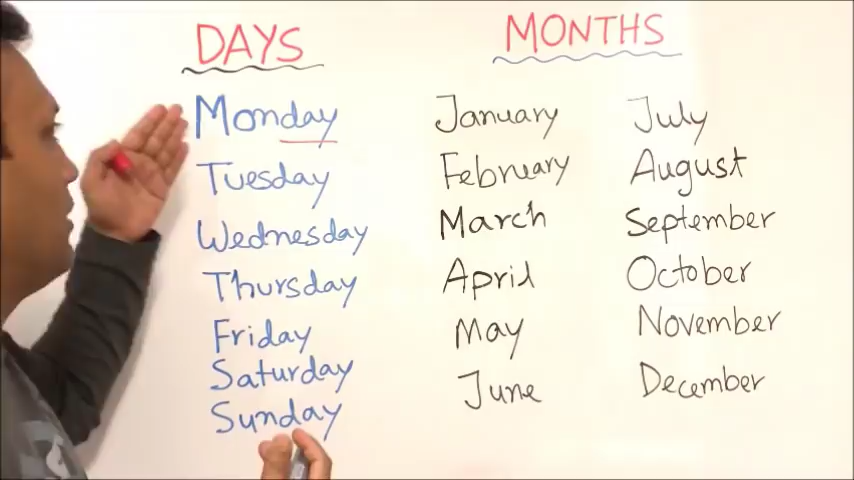 DAYS
Monday
Tuesday
Wednesday
Thursday
Friday
Saturday
Sunday
MONTHS
January
February
March
April
May
June
July
August
September
October
November
December